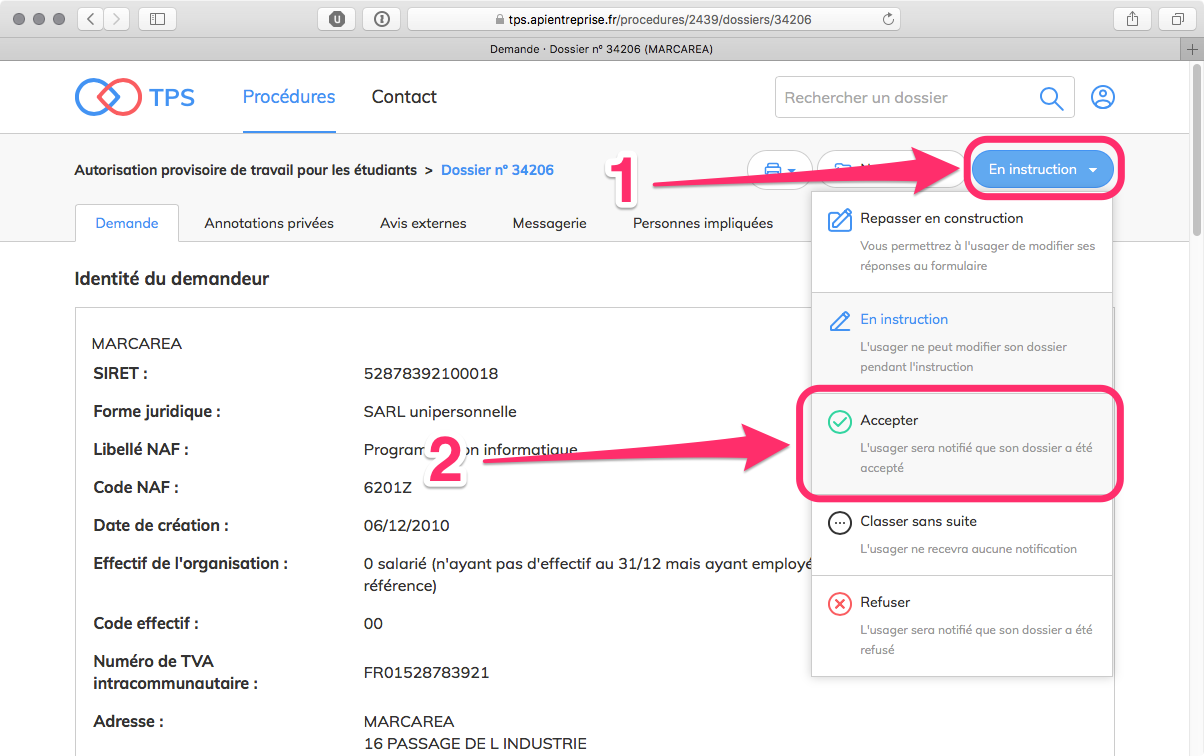 tps.apientreprise.fr/procedures/2439/dossiers/34206
Demande · Dossier nº 34206 (MARCAREA)
TPS
Procédures
Contact
Rechercher un dossier
Autorisation provisoire de travail pour les étudiants > Dossier nº 34206
1
En instruction
Demande
Annotations privées
Avis externes
Messagerie
Personnes impliquées
Repasser en construction
Vous permettrez à l'usager de modifier ses
réponses au formulaire
En instruction
L'usager ne peut modifier son dossier
pendant l'instruction
2
Accepter
L'usager sera notifié que son dossier a été
accepté
Classer sans suite
L'usager ne recevra aucune notification
Refuser
L'usager sera notifié que son dossier a été
refusé
Identité du demandeur
MARCAREA
SIRET : 52878392100018
Forme juridique : SARL unipersonnelle
Libellé NAF : informatique
Code NAF : 6201Z
Date de création : 06/12/2010
Effectif de l'organisation : 0 salarié (n'ayant pas d'effectif au 31/12 mais ayant employé
référence)
Code effectif : 00
Numéro de TVA
intracommunautaire : FR01528783921
Adresse : MARCAREA
16 PASSAGE DE L INDUSTRIE